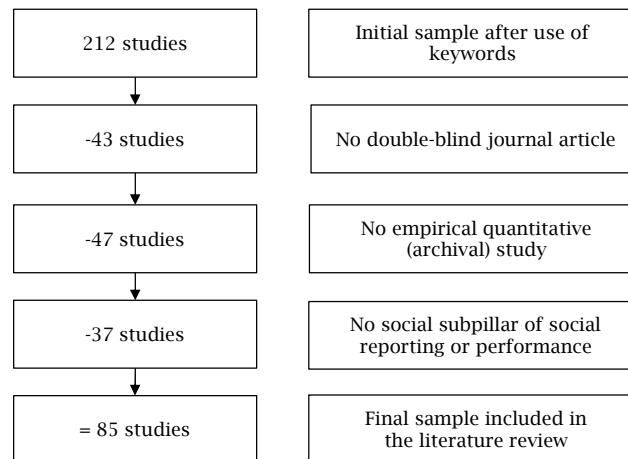 212 studies
Initial sample after use of
keywords
-43 studies
No double-blind journal article
-47 studies
No empirical quantitative
(archival) study
-37 studies
No social subpillar of social
reporting or performance
= 85 studies
Final sample included in
the literature review